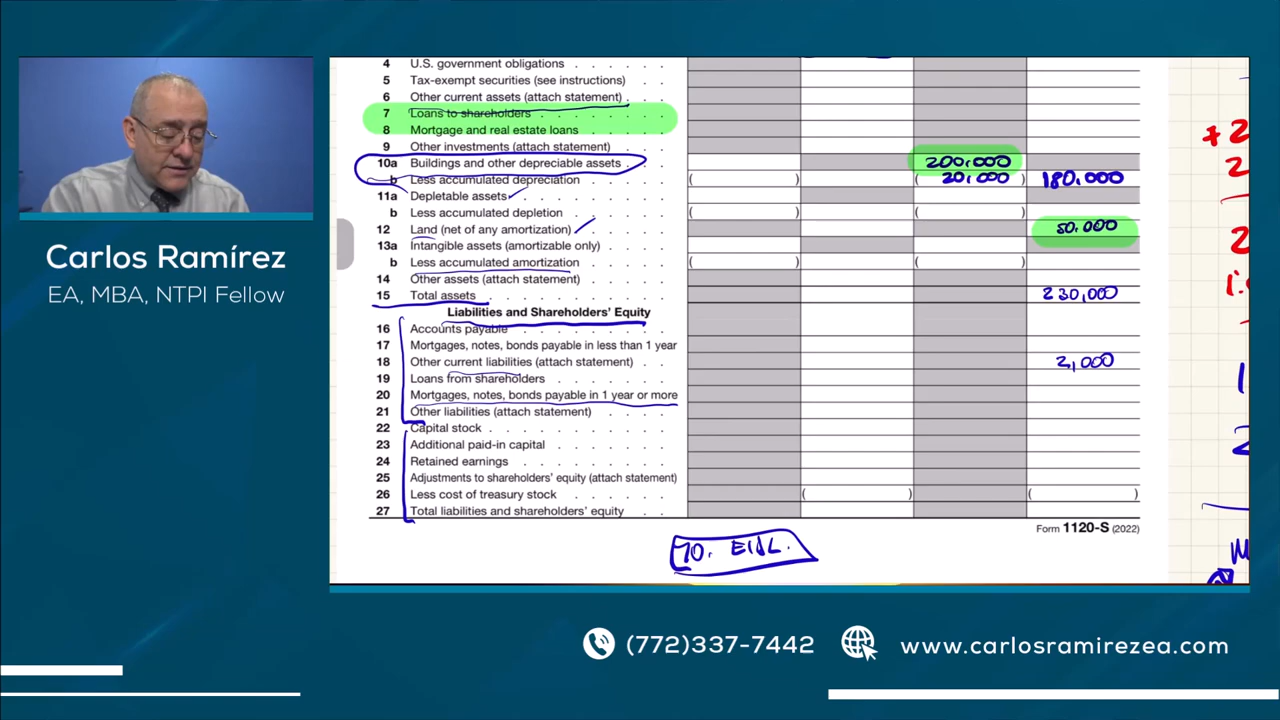 4 U.S. government obligations . . . . . .
5 Tax-exempt securities (see instructions) . . .
6 Other current assets (attach statement) . . .
7 Loans to shareholders . . . . . . . .
8 Mortgage and real estate loans . . . . .
9 Other investments (attach statement) . . . .
10a Buildings and other depreciable assets . . . 200.000
b Less accumulated depreciation . . . . . ( ) ( 20,000 ) 180.000
11a Depletable assets . . . . . . . . .
b Less accumulated depletion . . . . . . ( ) ( )
12 Land (net of any amortization) . . . . . . 50.000
13a Intangible assets (amortizable only) . . . .
b Less accumulated amortization . . . . . ( ) ( )
14 Other assets (attach statement) . . . . .
15 Total assets . . . . . . . . . . . 230,000
Liabilities and Shareholders' Equity
16 Accounts payable . . . . . . . . .
17 Mortgages, notes, bonds payable in less than 1 year
18 Other current liabilities (attach statement) . . 2,000
19 Loans from shareholders . . . . . . .
20 Mortgages, notes, bonds payable in 1 year or more
21 Other liabilities (attach statement) . . . .
22 Capital stock . . . . . . . . . . .
23 Additional paid-in capital . . . . . . .
24 Retained earnings . . . . . . . . .
25 Adjustments to shareholders' equity (attach statement)
26 Less cost of treasury stock . . . . . . ( ) ( )
27 Total liabilities and shareholders' equity . .
Form 1120-S (2022)
EIDL.
Carlos Ramírez
EA, MBA, NTPI Fellow
(772)337-7442
www.carlosramirezea.com